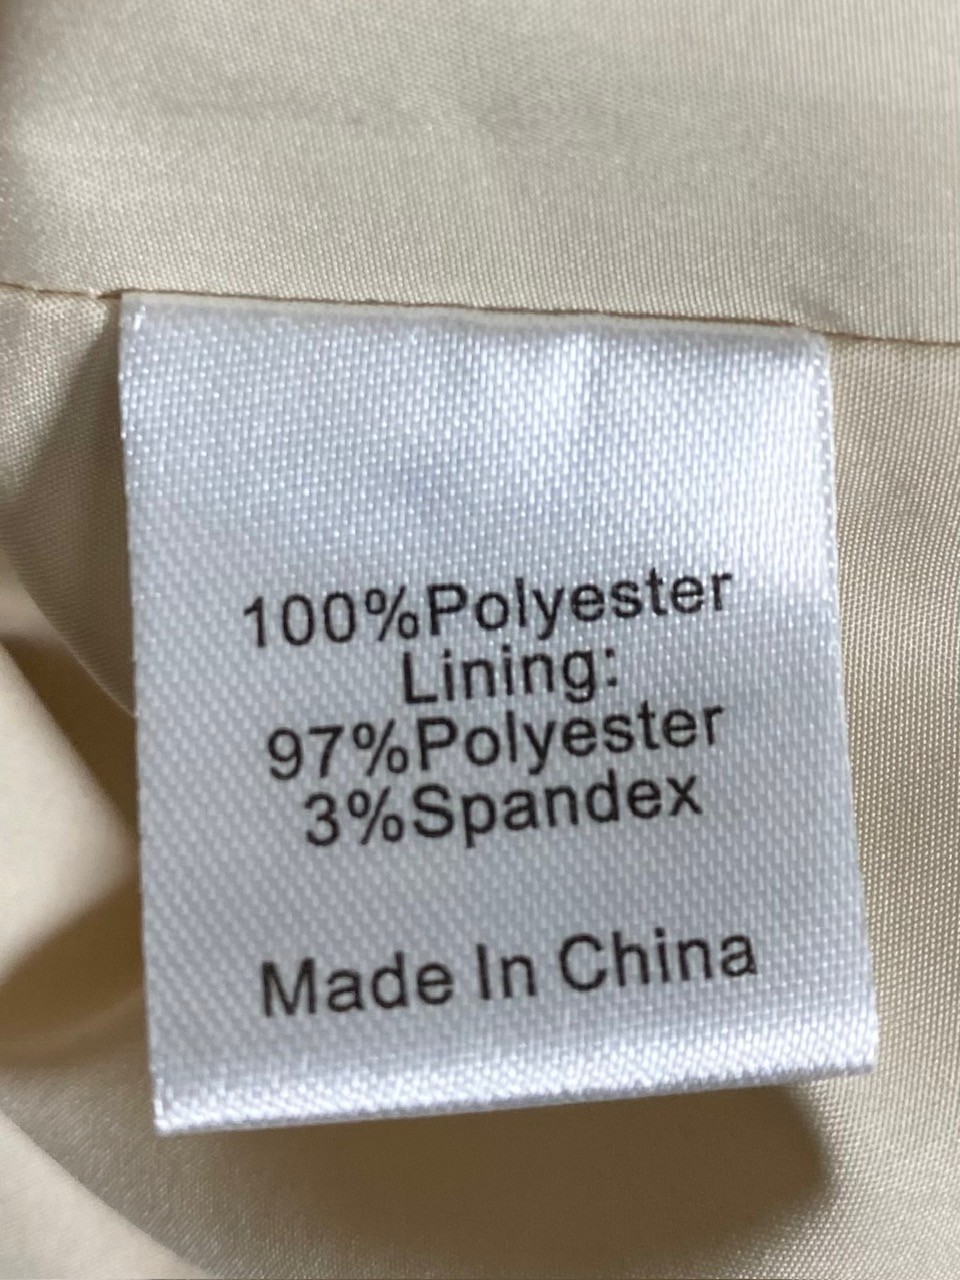 100%Polyester
Lining:
97%Polyester
3%Spandex
Made In China